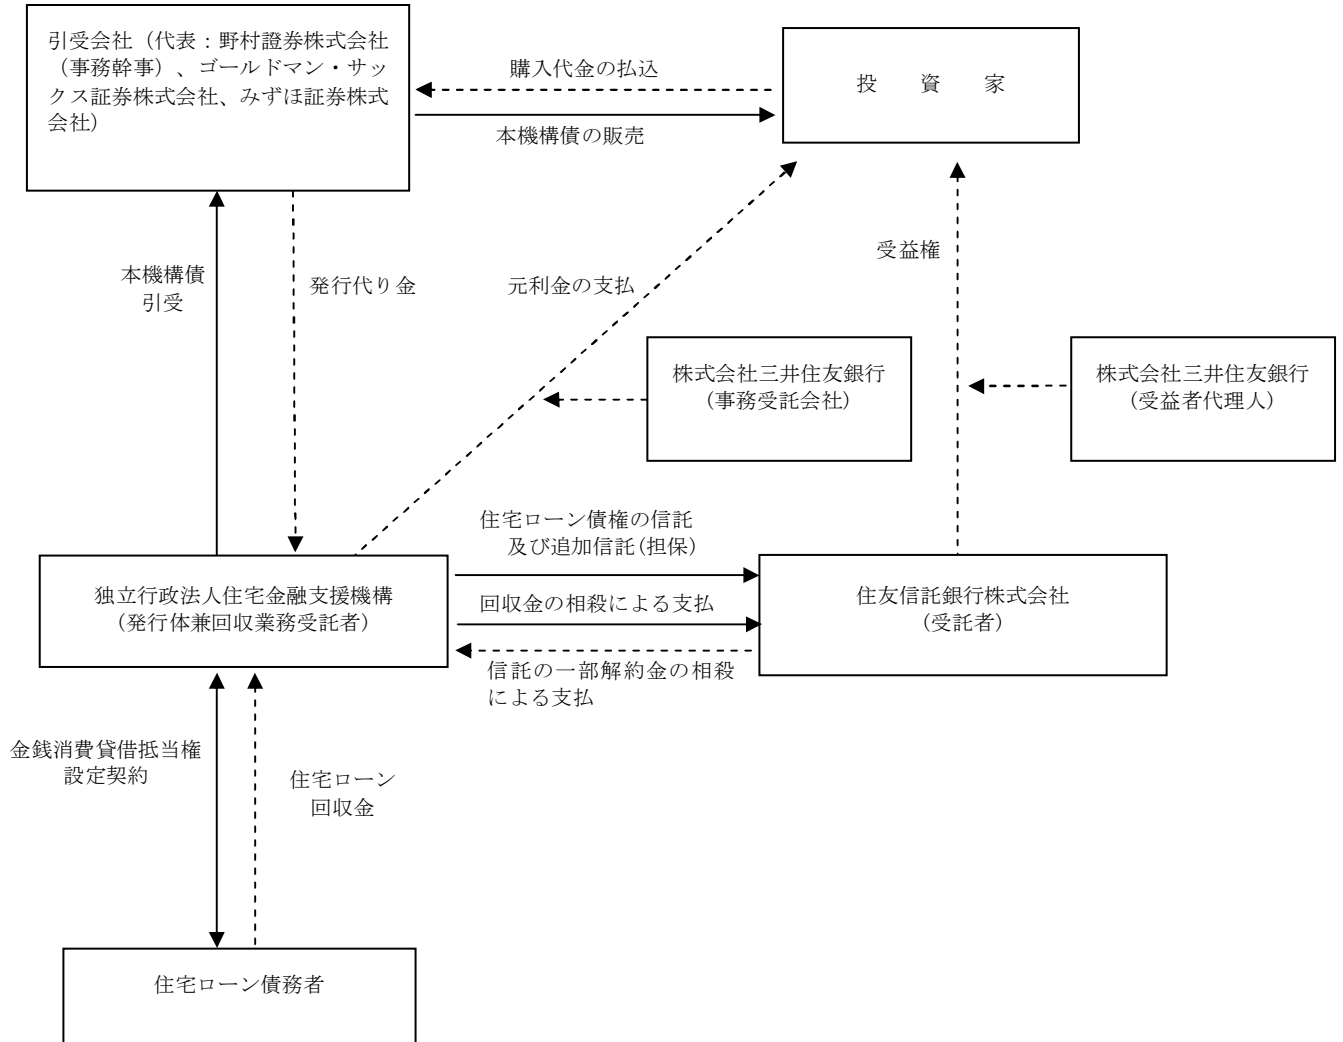 引受会社（代表：野村證券株式会社
（事務幹事）、ゴールドマン・サッ
クス証券株式会社、みずほ証券株式
会社）
購入代金の払込
本機構債の販売
投　資　家
本機構債
引受
発行代り金
元利金の支払
受益権
株式会社三井住友銀行
（事務受託会社）
株式会社三井住友銀行
（受益者代理人）
住宅ローン債権の信託
及び追加信託(担保)
独立行政法人住宅金融支援機構
（発行体兼回収業務受託者）
回収金の相殺による支払
住友信託銀行株式会社
（受託者）
信託の一部解約金の相殺
による支払
金銭消費貸借抵当権
設定契約
住宅ローン
回収金
住宅ローン債務者